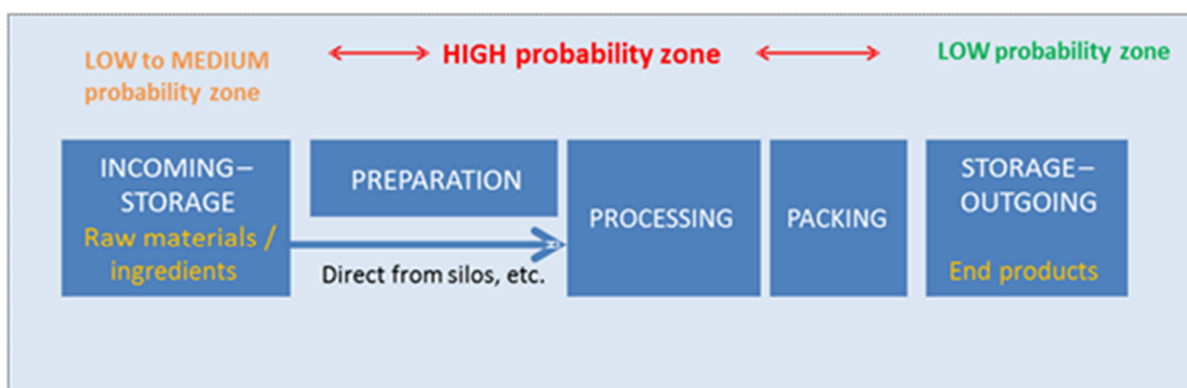 LOW to MEDIUM
probability zone
HIGH probability zone
LOW probability zone
INCOMING–
STORAGE
Raw materials /
ingredients
PREPARATION
Direct from silos, etc.
PROCESSING
PACKING
STORAGE–
OUTGOING
End products